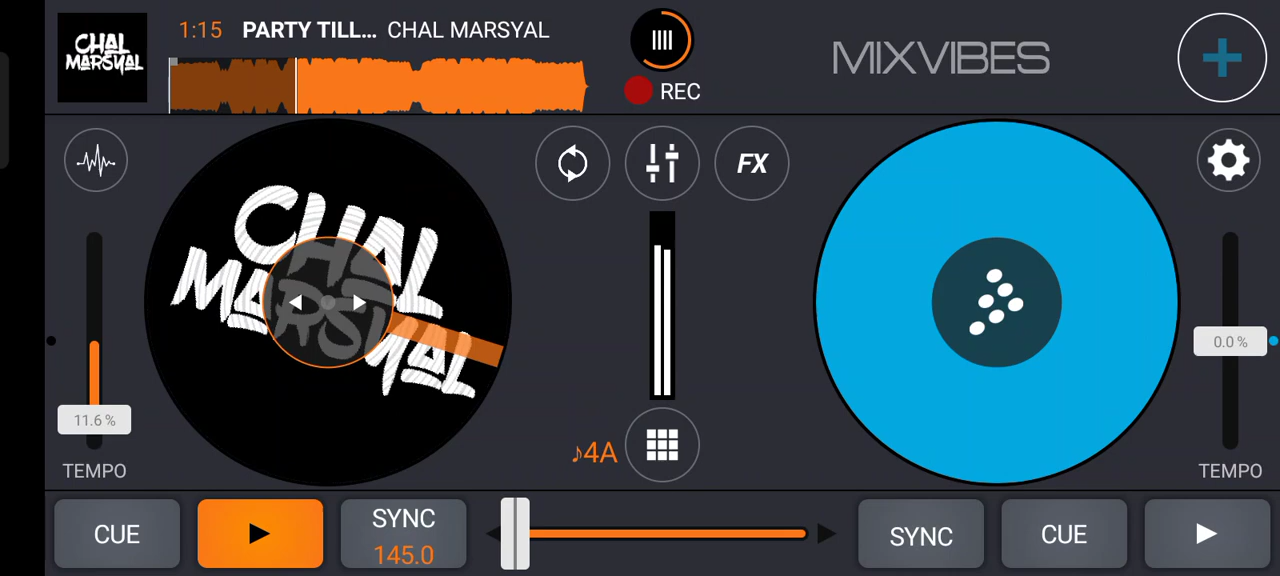 CHAL
MARSYAL
1:15 PARTY TILL... CHAL MARSYAL
REC
MIXVIBES
FX
CHAL
MARSYAL
11.6 %
TEMPO
♪4A
0.0 %
TEMPO
CUE
SYNC
145.0
SYNC
CUE